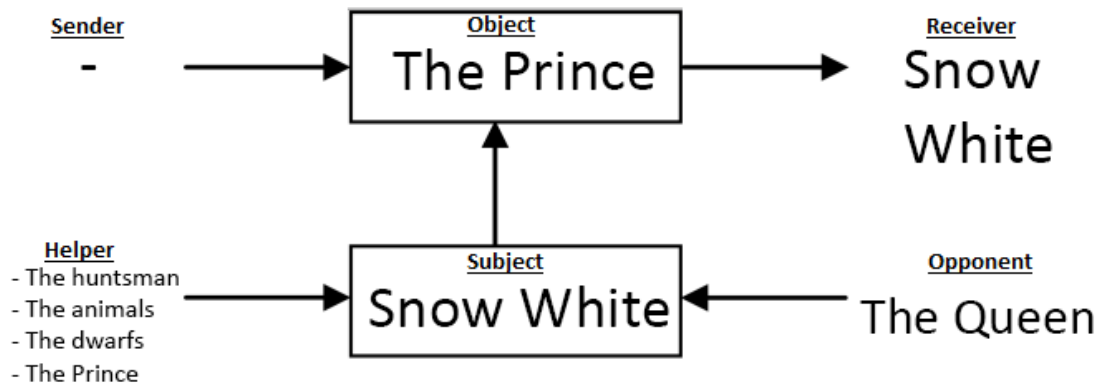 Sender
-
Object
The Prince
Receiver
Snow
White
Helper
- The huntsman
- The animals
- The dwarfs
- The Prince
Subject
Snow White
Opponent
The Queen